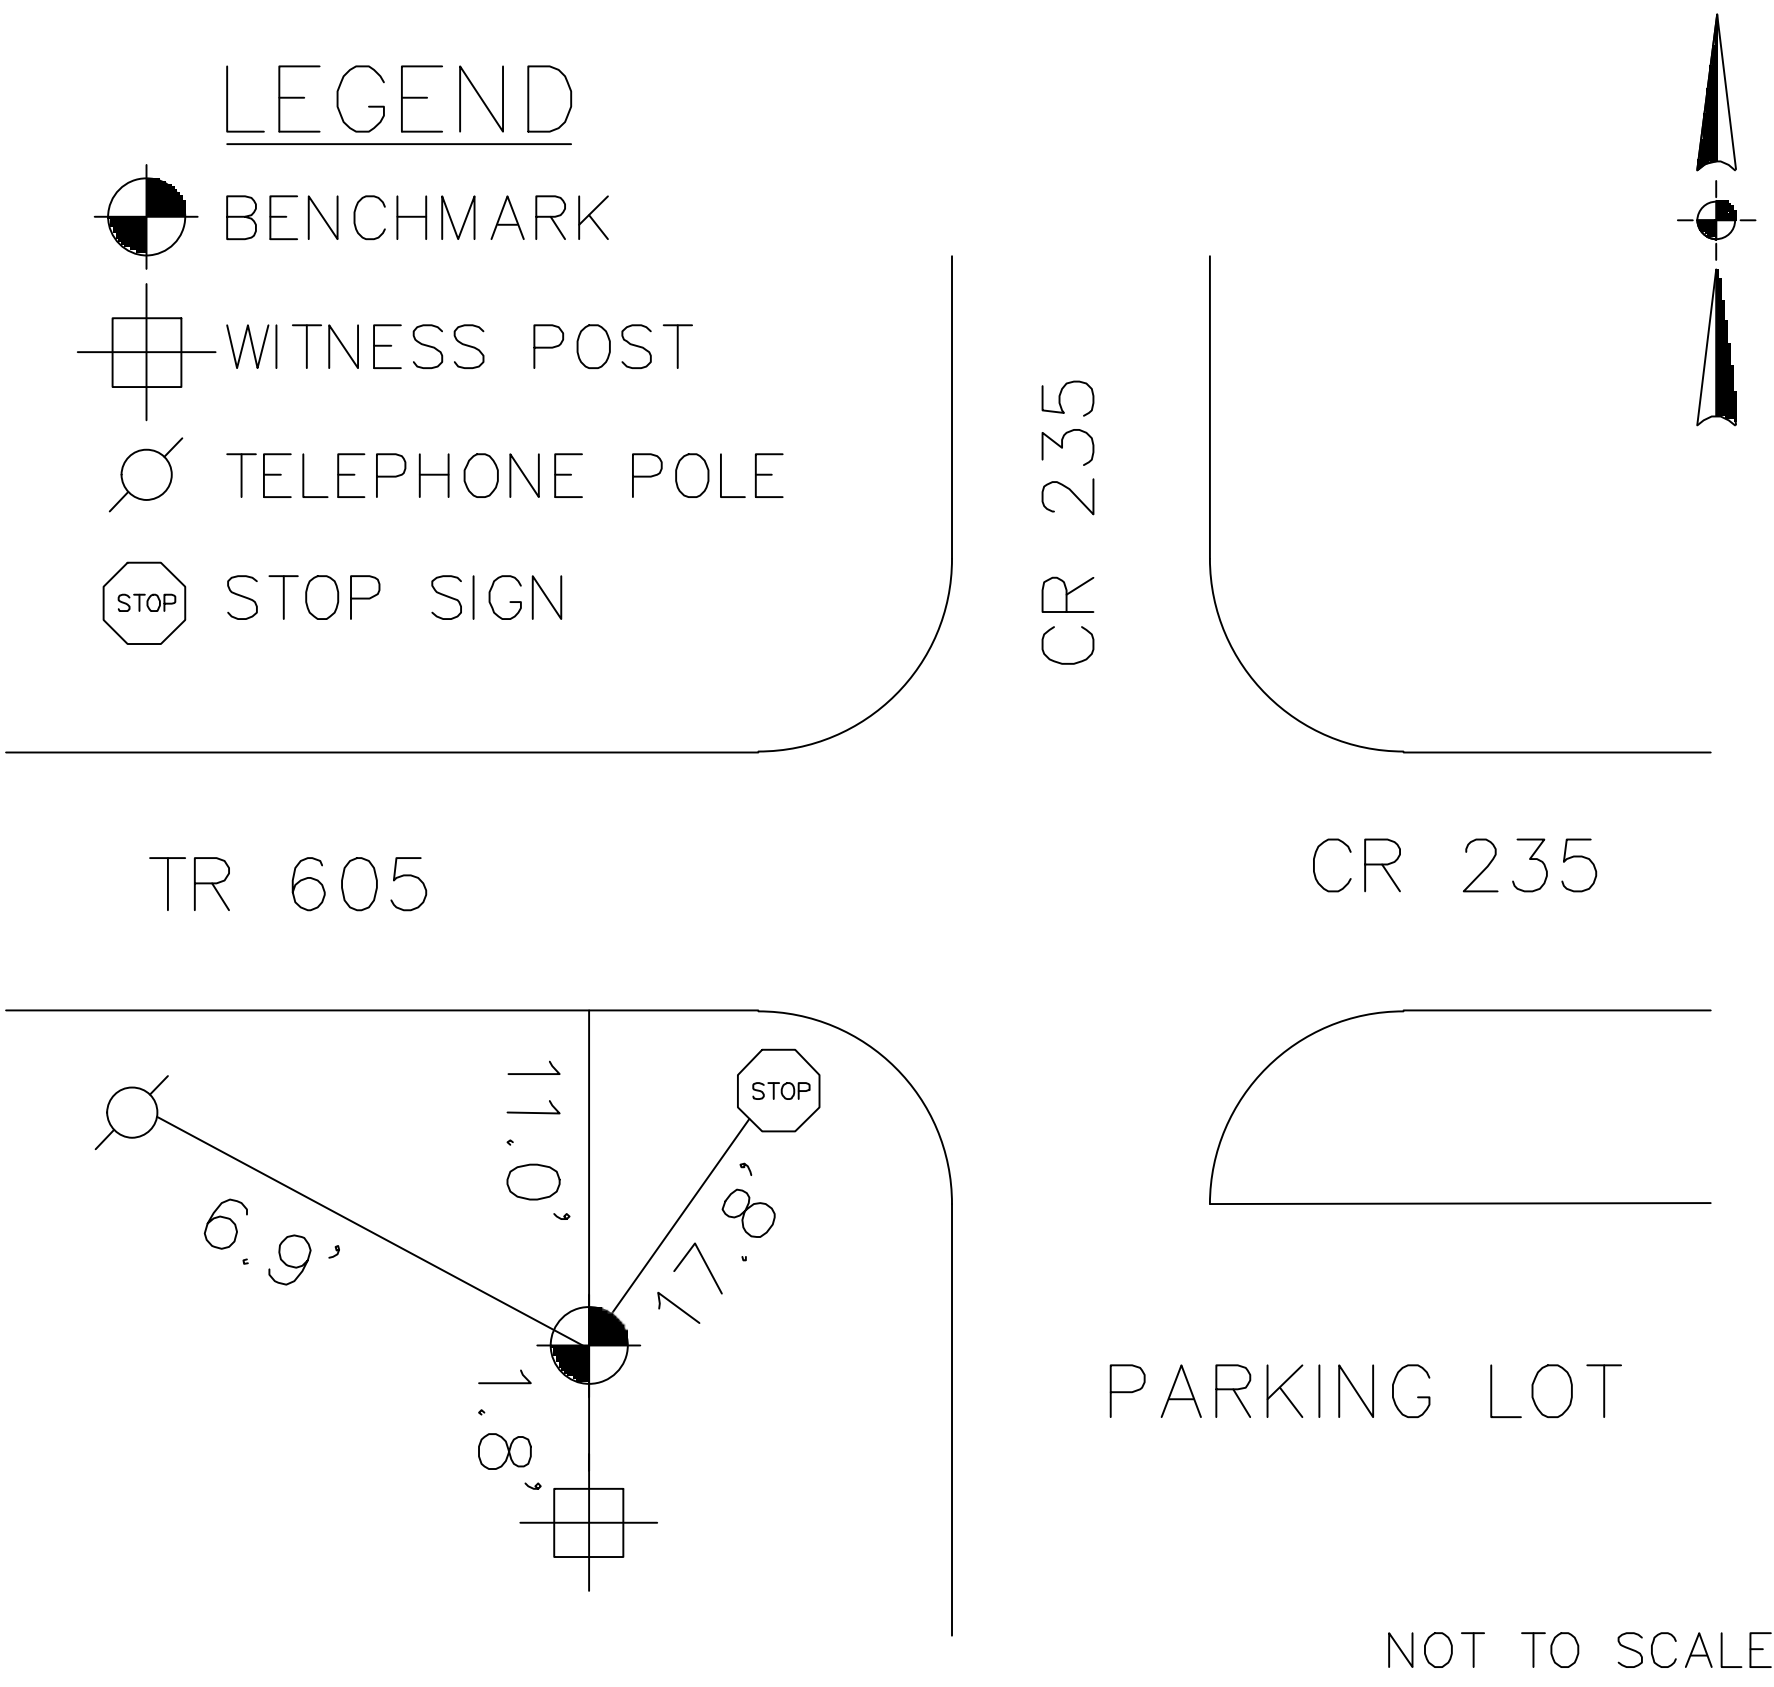 LEGEND
BENCHMARK
WITNESS POST
TELEPHONE POLE
STOP
STOP SIGN
CR 235
TR 605
CR 235
11.0'
STOP
6.9'
17.8'
1.8'
PARKING LOT
NOT TO SCALE